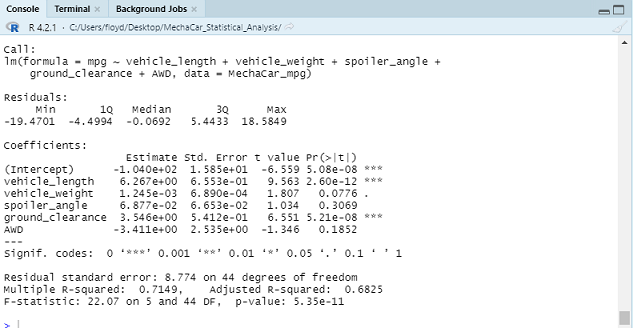 Console Terminal × Background Jobs ×
R 4.2.1 · C:/Users/floyd/Desktop/MechaCar_Statistical_Analysis/
Call:
lm(formula = mpg ~ vehicle_length + vehicle_weight + spoiler_angle +
    ground_clearance + AWD, data = MechaCar_mpg)
Residuals:
     Min       1Q   Median       3Q      Max
-19.4701  -4.4994  -0.0692   5.4433  18.5849
Coefficients:
                   Estimate Std. Error t value Pr(>|t|)
(Intercept)      -1.040e+02  1.585e+01  -6.559 5.08e-08 ***
vehicle_length    6.267e+00  6.553e-01   9.563 2.60e-12 ***
vehicle_weight    1.245e-03  6.890e-04   1.807   0.0776 .
spoiler_angle     6.877e-02  6.653e-02   1.034   0.3069
ground_clearance  3.546e+00  5.412e-01   6.551 5.21e-08 ***
AWD              -3.411e+00  2.535e+00  -1.346   0.1852
---
Signif. codes:  0 ‘***’ 0.001 ‘**’ 0.01 ‘*’ 0.05 ‘.’ 0.1 ‘ ’ 1
Residual standard error: 8.774 on 44 degrees of freedom
Multiple R-squared:  0.7149,    Adjusted R-squared:  0.6825
F-statistic: 22.07 on 5 and 44 DF,  p-value: 5.35e-11
>